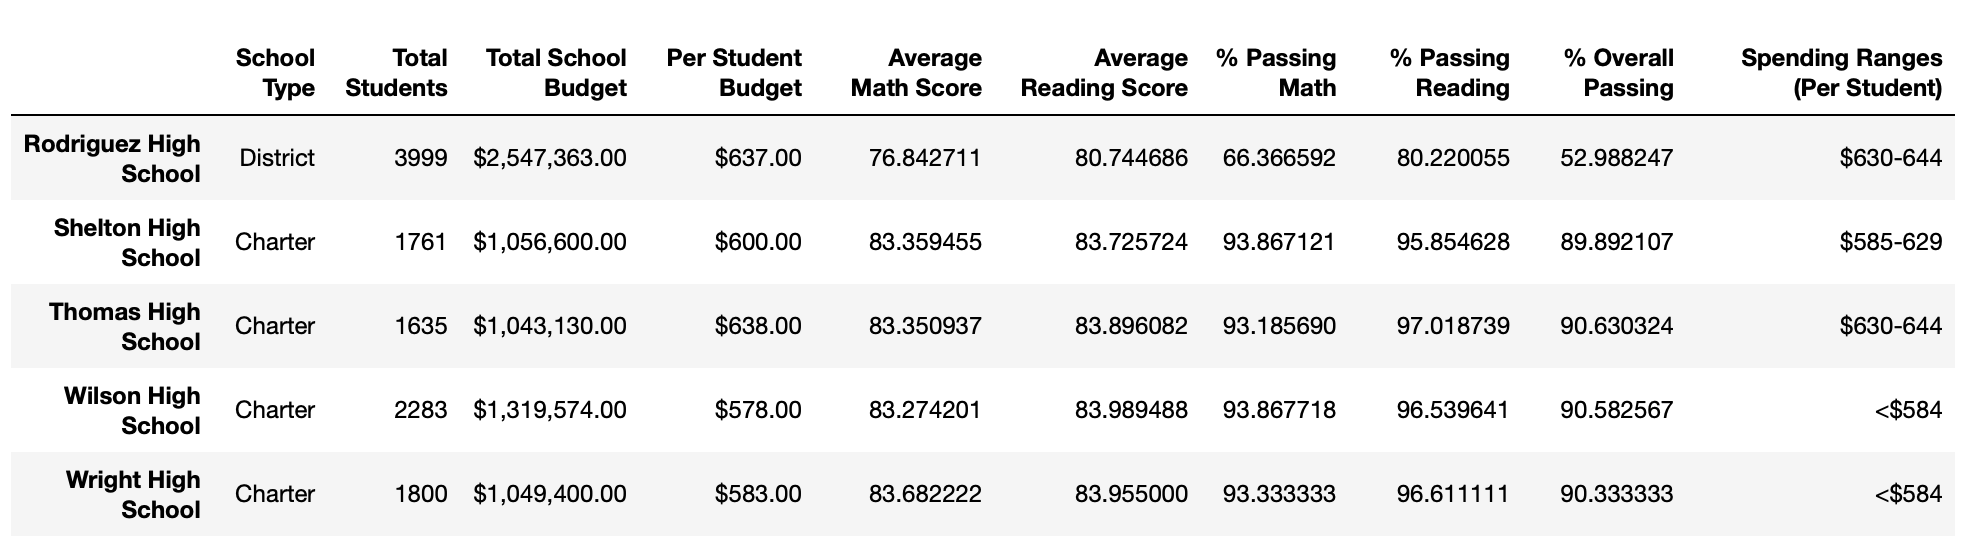 School Type Total Students Total School Budget Per Student Budget Average Math Score Average Reading Score % Passing Math % Passing Reading % Overall Passing Spending Ranges (Per Student)
Rodriguez High School District 3999 $2,547,363.00 $637.00 76.842711 80.744686 66.366592 80.220055 52.988247 $630-644
Shelton High School Charter 1761 $1,056,600.00 $600.00 83.359455 83.725724 93.867121 95.854628 89.892107 $585-629
Thomas High School Charter 1635 $1,043,130.00 $638.00 83.350937 83.896082 93.185690 97.018739 90.630324 $630-644
Wilson High School Charter 2283 $1,319,574.00 $578.00 83.274201 83.989488 93.867718 96.539641 90.582567 <$584
Wright High School Charter 1800 $1,049,400.00 $583.00 83.682222 83.955000 93.333333 96.611111 90.333333 <$584